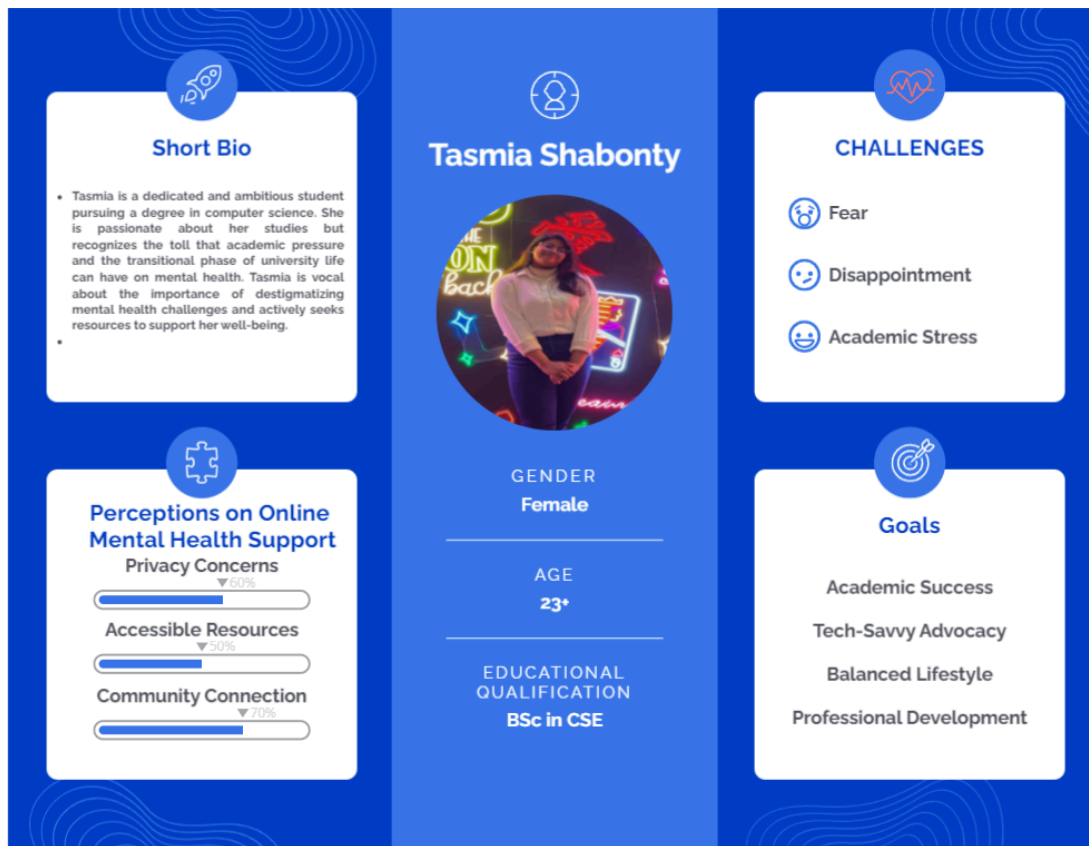 Short Bio
• Tasmia is a dedicated and ambitious student
pursuing a degree in computer science. She
is passionate about her studies but
recognizes the toll that academic pressure
and the transitional phase of university life
can have on mental health. Tasmia is vocal
about the importance of destigmatizing
mental health challenges and actively seeks
resources to support her well-being.
•
Perceptions on Online
Mental Health Support
Privacy Concerns
60%
Accessible Resources
50%
Community Connection
70%
Tasmia Shabonty
THE
ON
back
GENDER
Female
AGE
23+
EDUCATIONAL
QUALIFICATION
BSc in CSE
CHALLENGES
Fear
Disappointment
Academic Stress
Goals
Academic Success
Tech-Savvy Advocacy
Balanced Lifestyle
Professional Development